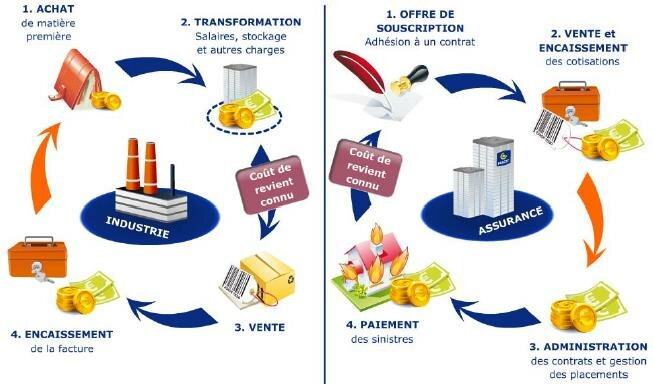 1. ACHAT
de matière
première
2. TRANSFORMATION
Salaires, stockage
et autres charges
Coût de
revient
connu
INDUSTRIE
3. VENTE
4. ENCAISSEMENT
de la facture
1. OFFRE DE
SOUSCRIPTION
Adhésion à un contrat
2. VENTE et
ENCAISSEMENT
des cotisations
Coût de
revient
connu
ASSURANCE
4. PAIEMENT
des sinistres
3. ADMINISTRATION
des contrats et gestion
des placements